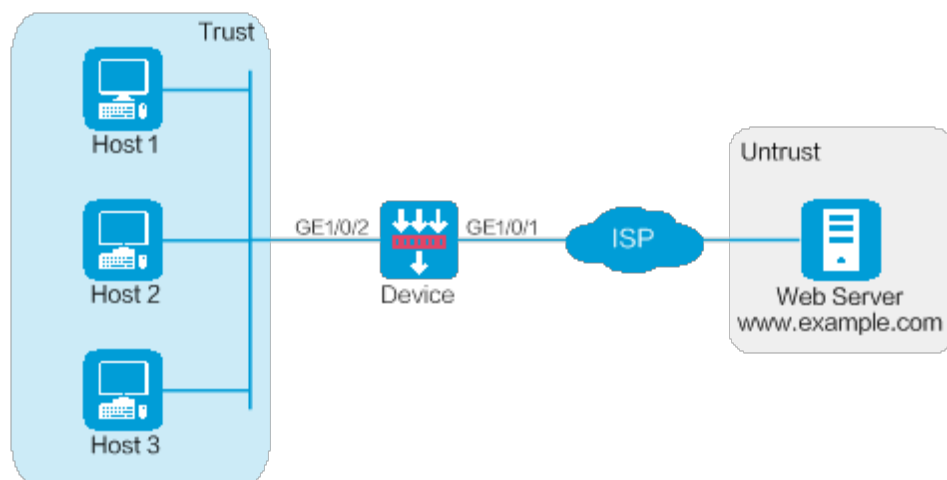 Trust
Host 1
Host 2
Host 3
GE1/0/2
Device
GE1/0/1
ISP
Untrust
Web Server
www.example.com